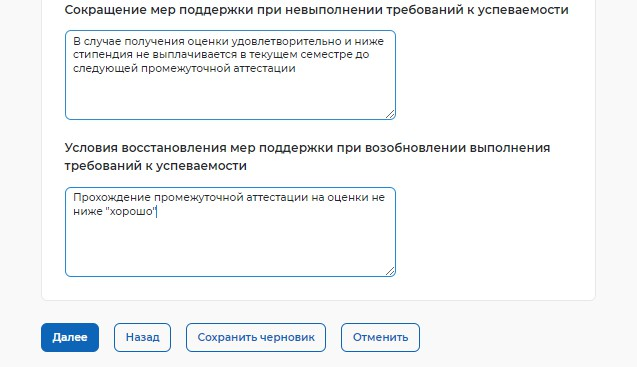 Сокращение мер поддержки при невыполнении требований к успеваемости
В случае получения оценки удовлетворительно и ниже
стипендия не выплачивается в текущем семестре до
следующей промежуточной аттестации
Условия восстановления мер поддержки при возобновлении выполнения
требований к успеваемости
Прохождение промежуточной аттестации на оценки не
ниже "хорошо"
Далее
Назад
Сохранить черновик
Отменить